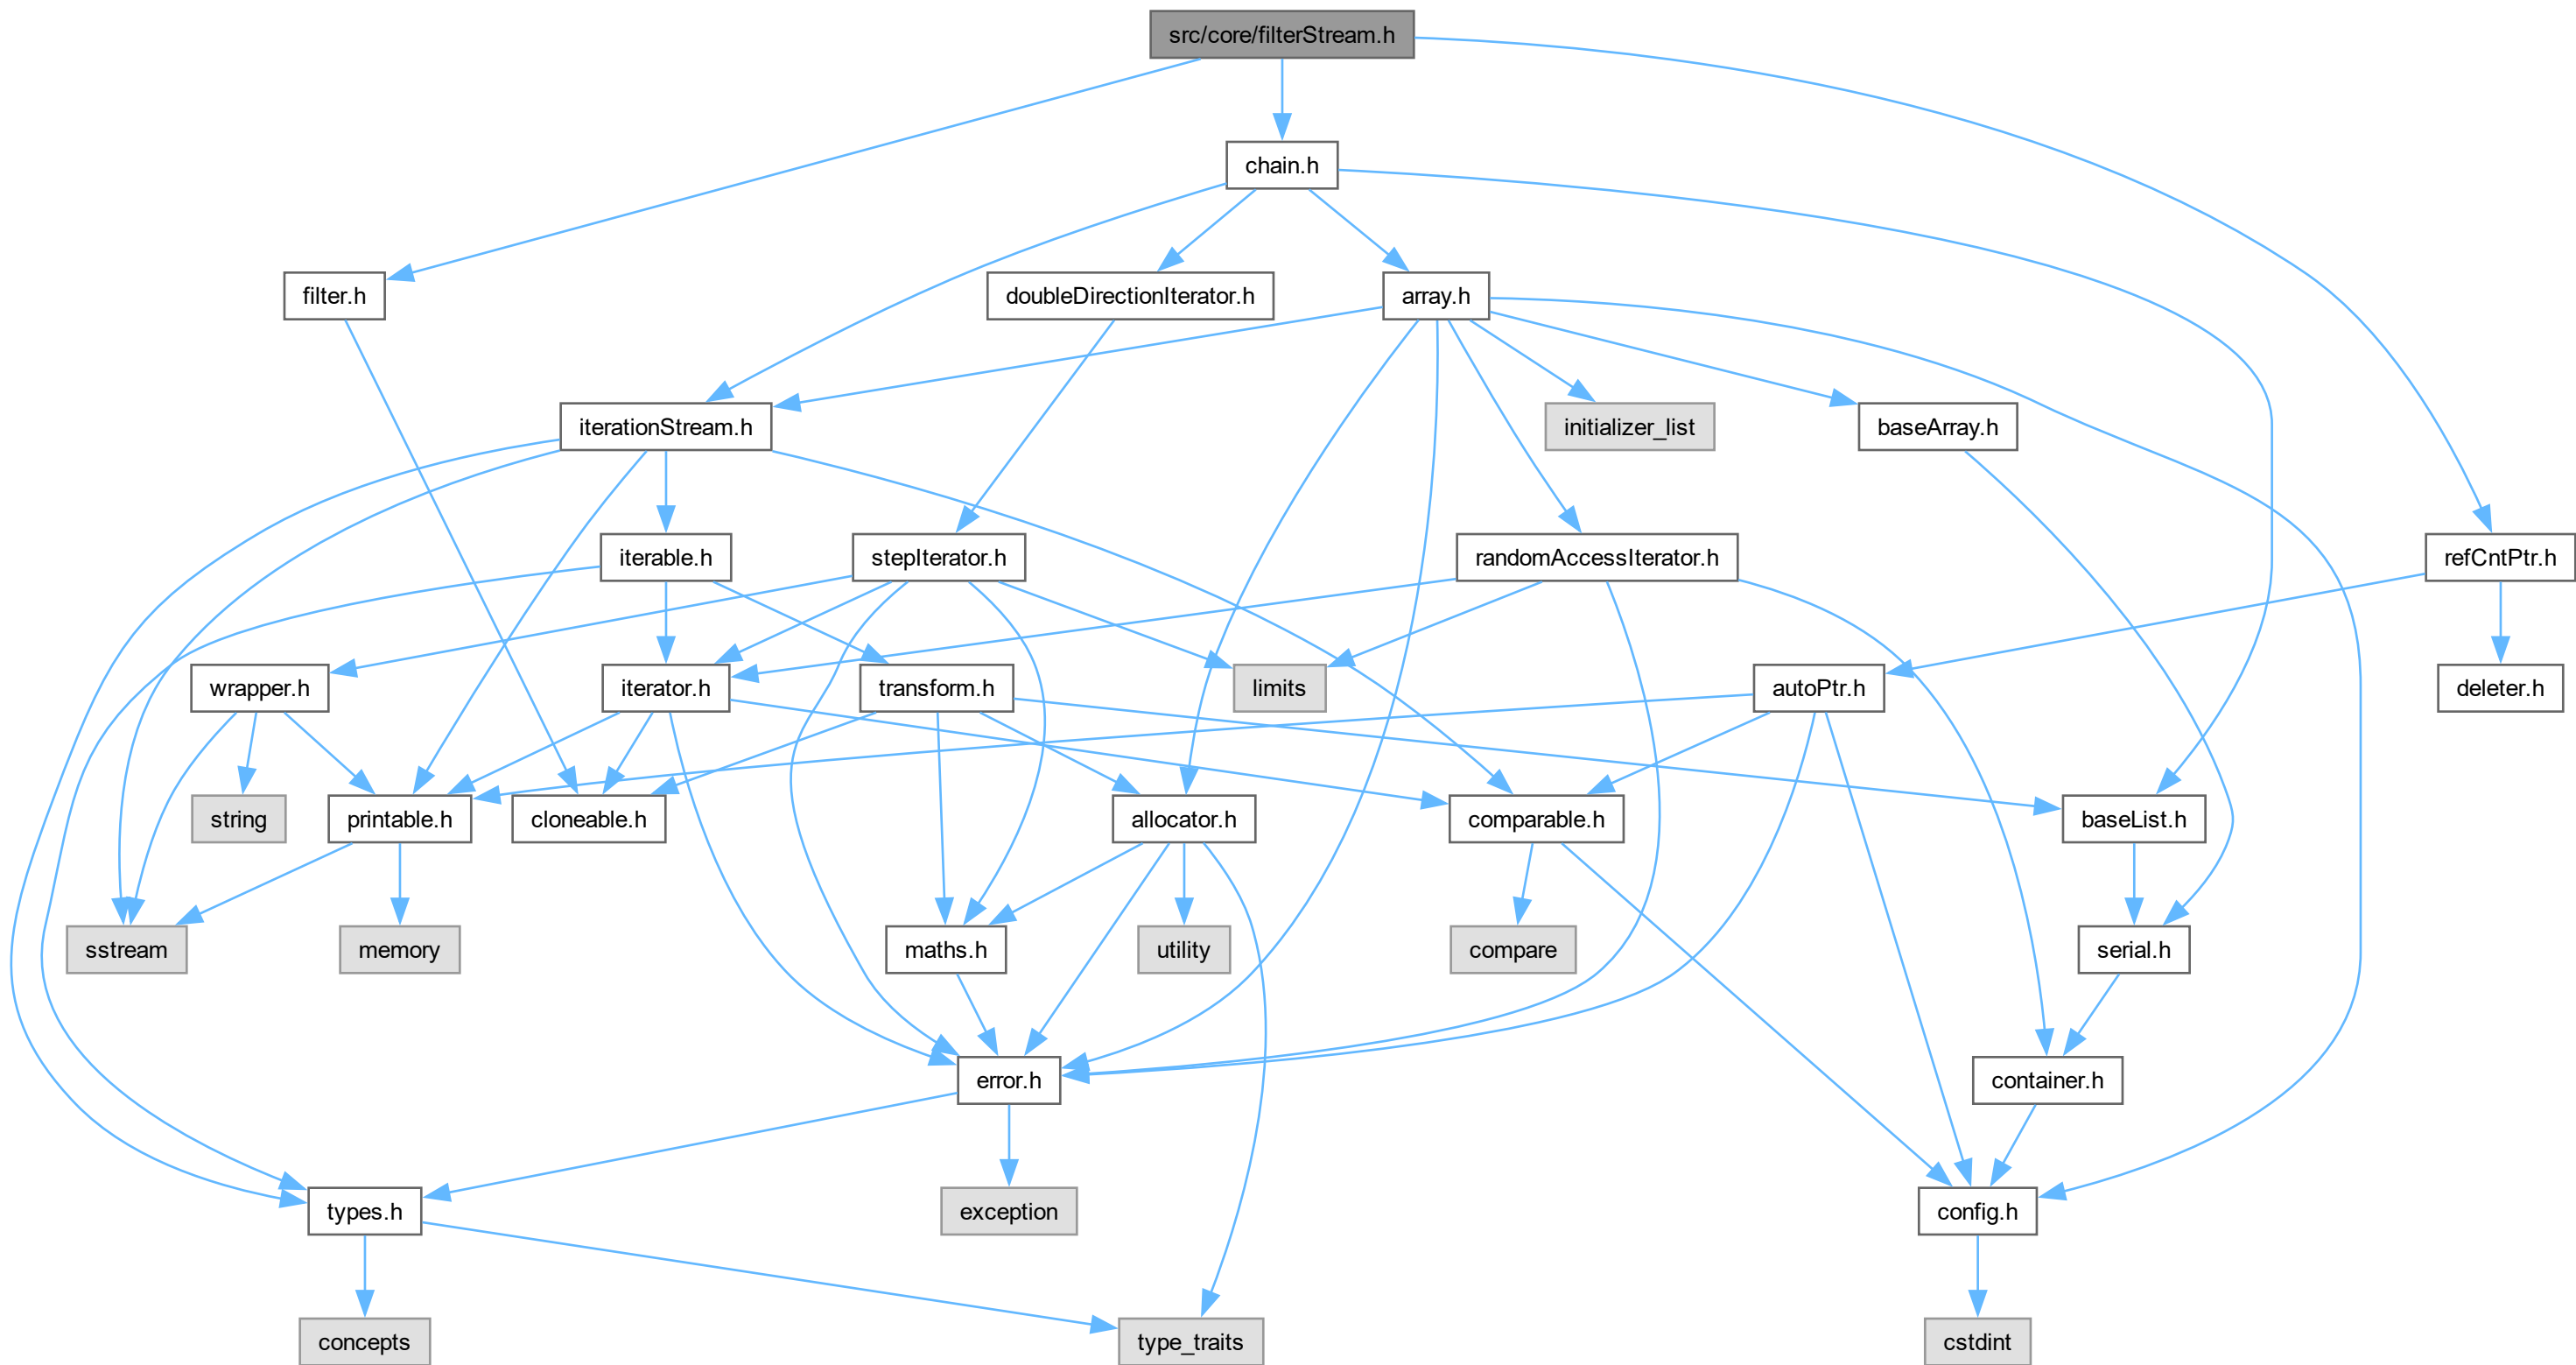 src/core/filterStream.h
chain.h
filter.h
doubleDirectionIterator.h
array.h
iterationStream.h
initializer_list
baseArray.h
iterable.h
stepIterator.h
randomAccessIterator.h
refCntPtr.h
wrapper.h
iterator.h
transform.h
limits
autoPtr.h
deleter.h
string
printable.h
cloneable.h
allocator.h
comparable.h
baseList.h
sstream
memory
maths.h
utility
compare
serial.h
error.h
container.h
types.h
exception
config.h
concepts
type_traits
cstdint